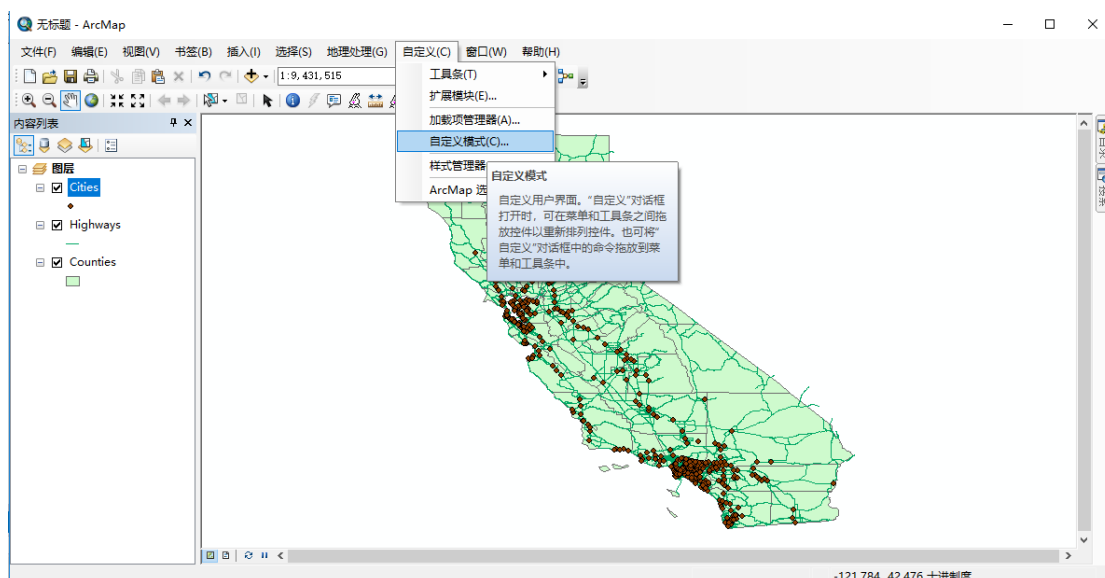 无标题 - ArcMap
文件(F) 编辑(E) 视图(V) 书签(B) 插入(I) 选择(S) 地理处理(G) 自定义(C) 窗口(W) 帮助(H)
1:9,431,515
工具条(T)
扩展模块(E)...
加载项管理器(A)...
自定义模式(C)...
样式管理器
ArcMap 选
自定义模式
自定义用户界面。“自定义”对话框
打开时，可在菜单和工具条之间拖
放控件以重新排列控件。也可将“
自定义”对话框中的命令拖放到菜
单和工具条中。
内容列表
图层
Cities
Highways
Counties
目录
-121.784 42.476 十进制度